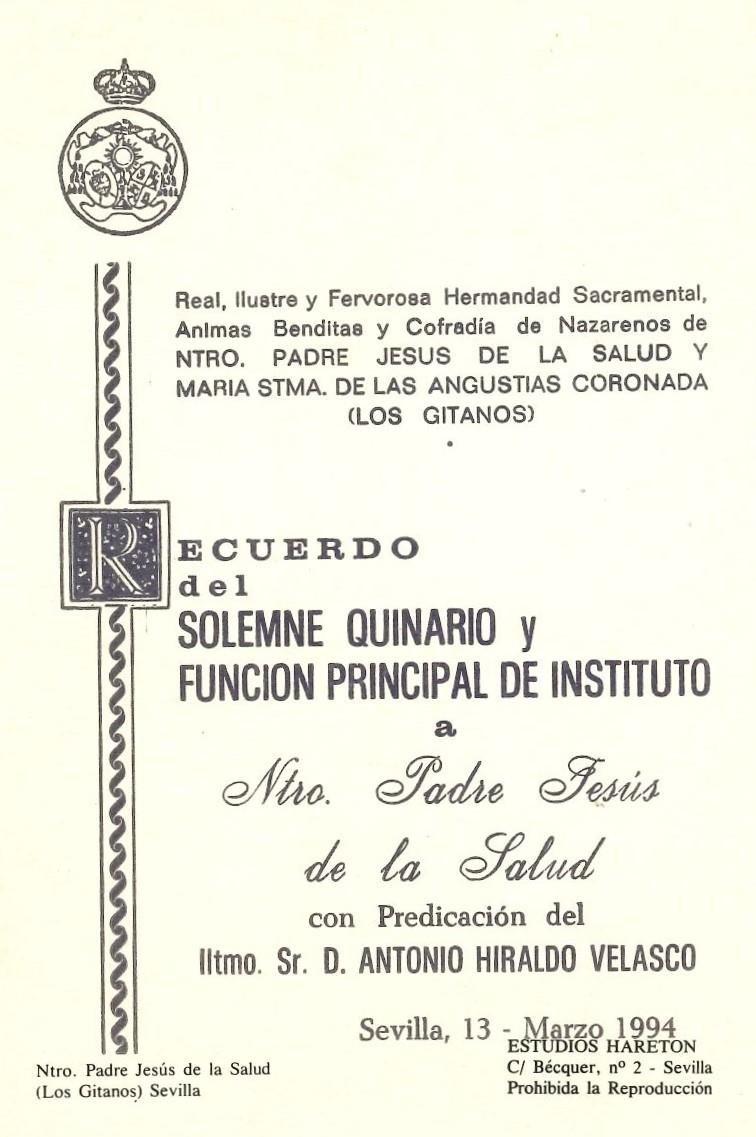 Real, Ilustre y Fervorosa Hermandad Sacramental,
Animas Benditas y Cofradía de Nazarenos de
NTRO. PADRE JESUS DE LA SALUD Y
MARIA STMA. DE LAS ANGUSTIAS CORONADA
(LOS GITANOS)
RECUERDO
del
SOLEMNE QUINARIO y
FUNCION PRINCIPAL DE INSTITUTO
a
Ntro. Padre Jesús
de la Salud
con Predicación del
Iltmo. Sr. D. ANTONIO HIRALDO VELASCO
Sevilla, 13 - Marzo 1994
Ntro. Padre Jesús de la Salud
(Los Gitanos) Sevilla
ESTUDIOS HARETON
C/ Bécquer, nº 2 - Sevilla
Prohibida la Reproducción